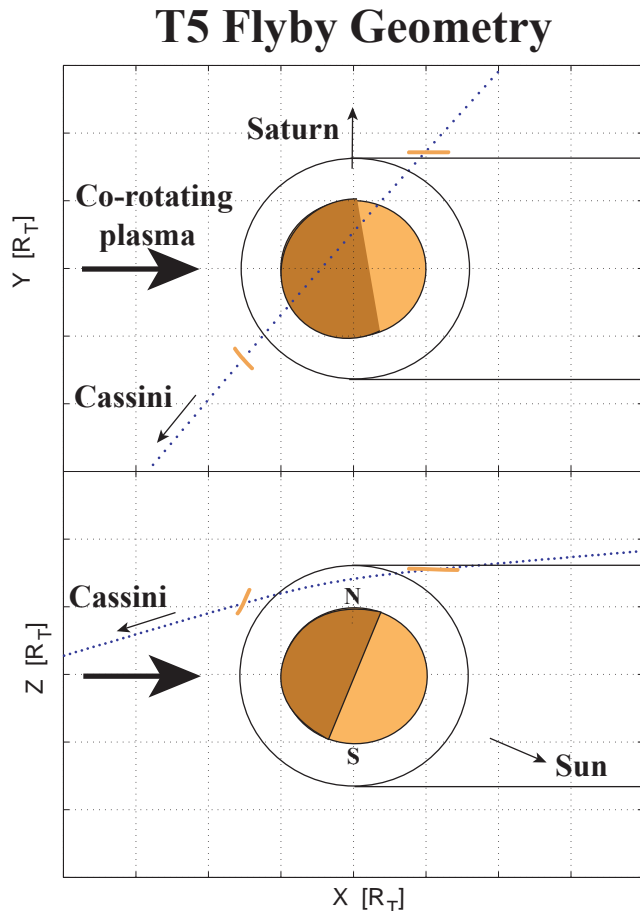 T5 Flyby Geometry
Saturn
Co-rotating
plasma
Y [R_T]
Cassini
Cassini
N
Z [R_T]
S
Sun
X [R_T]